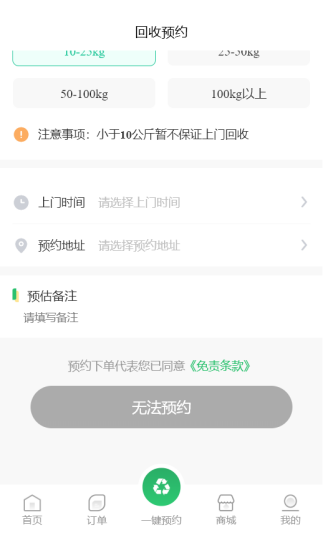 回收预约
10-25kg
25-50kg
50-100kg
100kg以上
注意事项：小于10公斤暂不保证上门回收
上门时间 请选择上门时间
预约地址 请选择预约地址
预估备注
请填写备注
预约下单代表您已同意《免责条款》
无法预约
首页 订单 一键预约 商城 我的